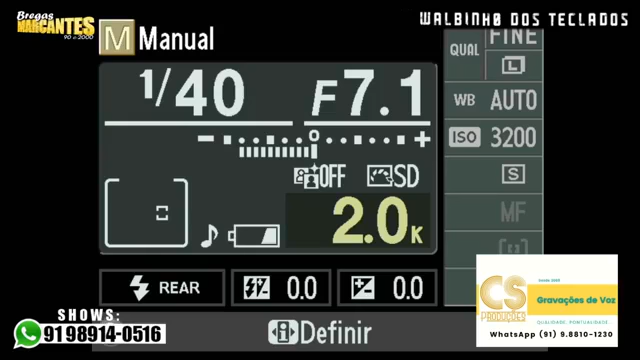 Bregas
MARCANTES
90 e 2000
WALBINHO DOS TECLADOS
M Manual
1/40
F7.1
QUAL FINE
L
WB AUTO
ISO 3200
OFF SD
S
MF
2.0K
REAR
0.0
0.0
SHOWS:
91 98914-0516
i Definir
CS
PRODUÇÕES
Gravações de Voz
QUALIDADE, PONTUALIDADE
WhatsApp (91) 9.8810-1230